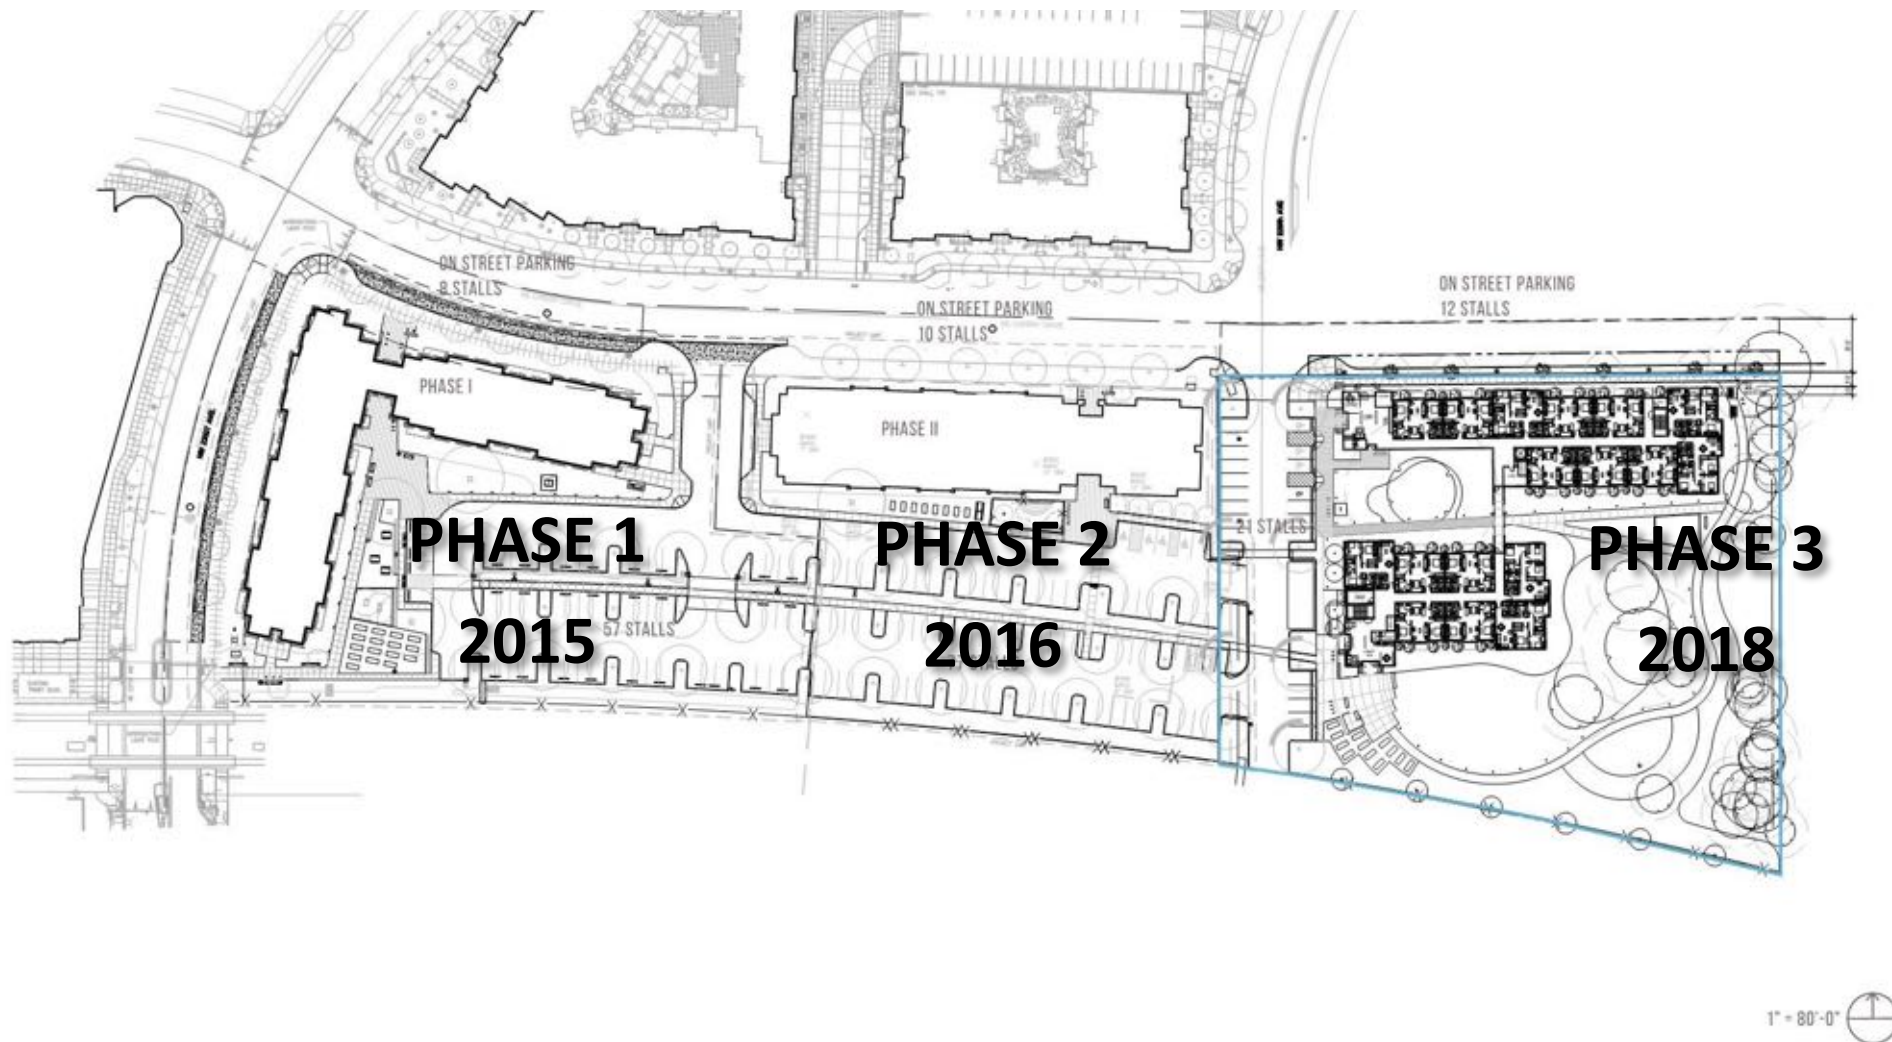 ON STREET PARKING
8 STALLS
ON STREET PARKING
10 STALLS
ON STREET PARKING
12 STALLS
PHASE I
PHASE II
21 STALLS
PHASE 1
2015
PHASE 2
2016
PHASE 3
2018
57 STALLS
1" = 80'-0"